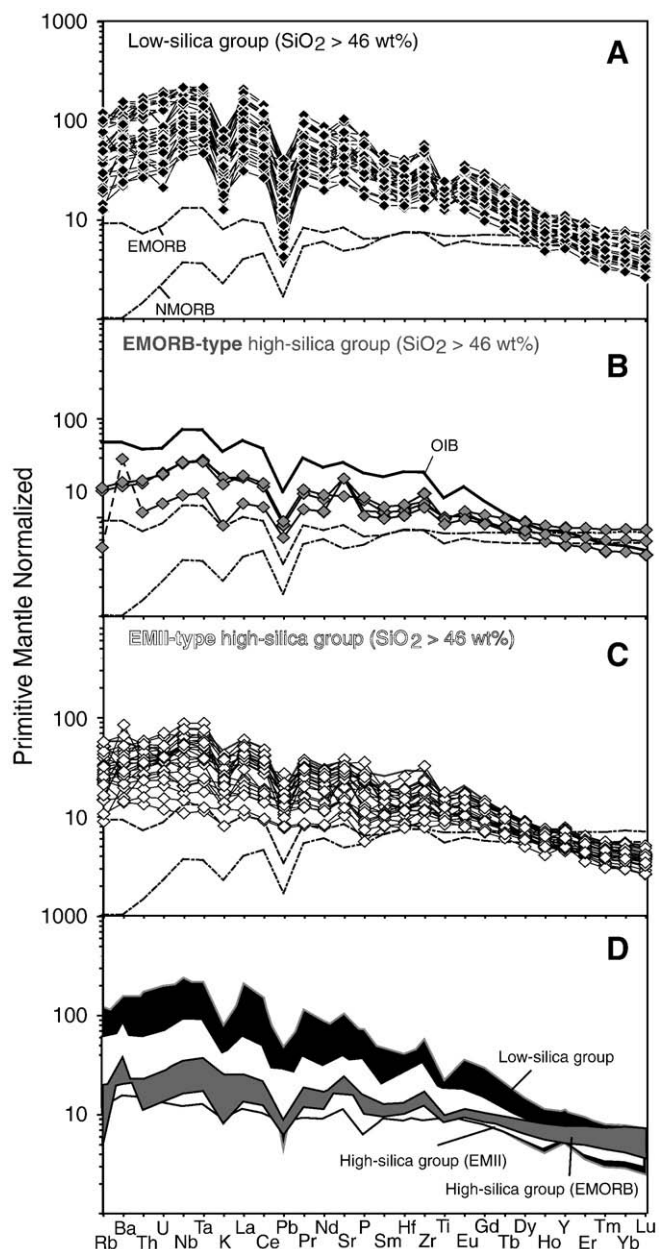 1000
Low-silica group (SiO2 > 46 wt%)
A
100
10
EMORB
NMORB
EMORB-type high-silica group (SiO2 > 46 wt%)
B
100
OIB
10
Primitive Mantle Normalized
EMII-type high-silica group (SiO2 > 46 wt%)
C
100
10
1000
D
100
Low-silica group
10
High-silica group (EMII)
High-silica group (EMORB)
Ba U Ta La Pb Nd P Hf Ti Gd Dy Y Tm Lu
Rb Th Nb K Ce Pr Sr Sm Zr Eu Tb Ho Er Yb